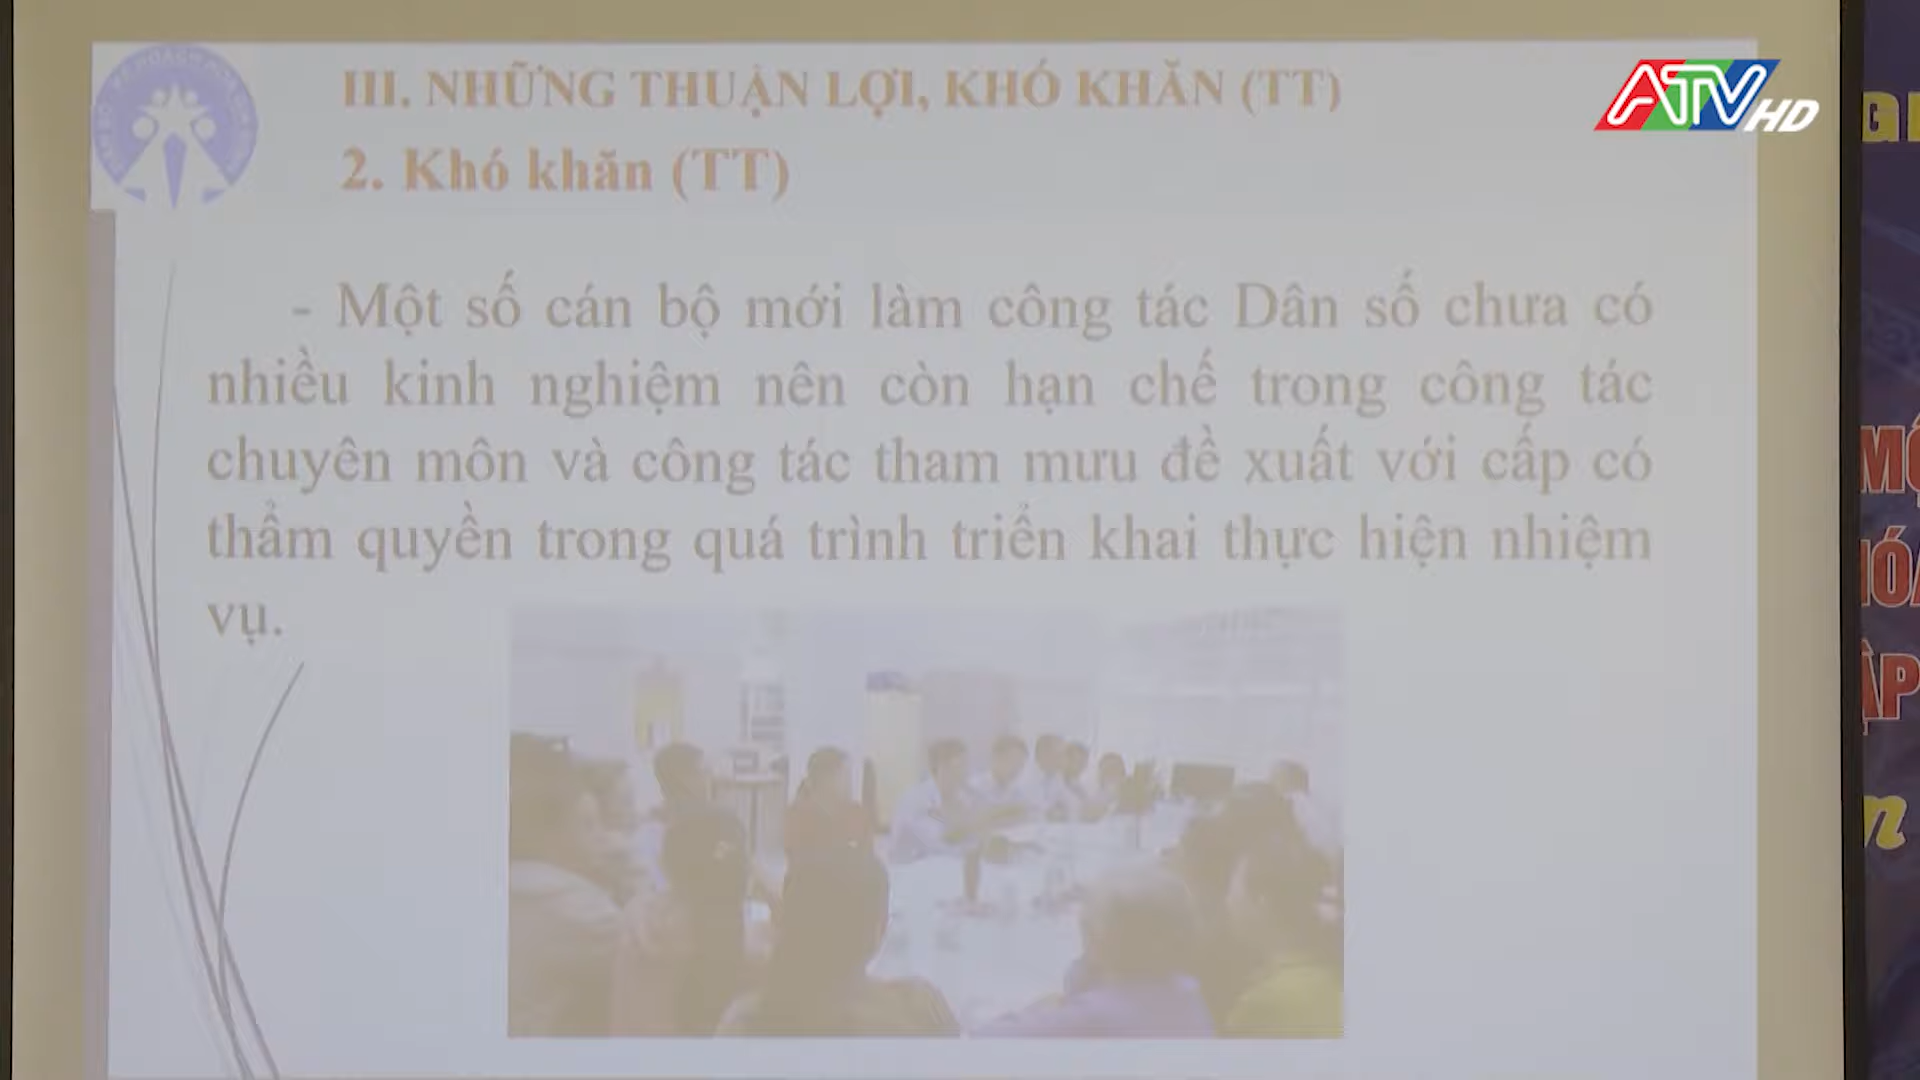 III. NHỮNG THUẬN LỢI, KHÓ KHĂN (TT)
2. Khó khăn (TT)
- Một số cán bộ mới làm công tác Dân số chưa có
nhiều kinh nghiệm nên còn hạn chế trong công tác
chuyên môn và công tác tham mưu đề xuất với cấp có
thẩm quyền trong quá trình triển khai thực hiện nhiệm
vụ.
ATV HD